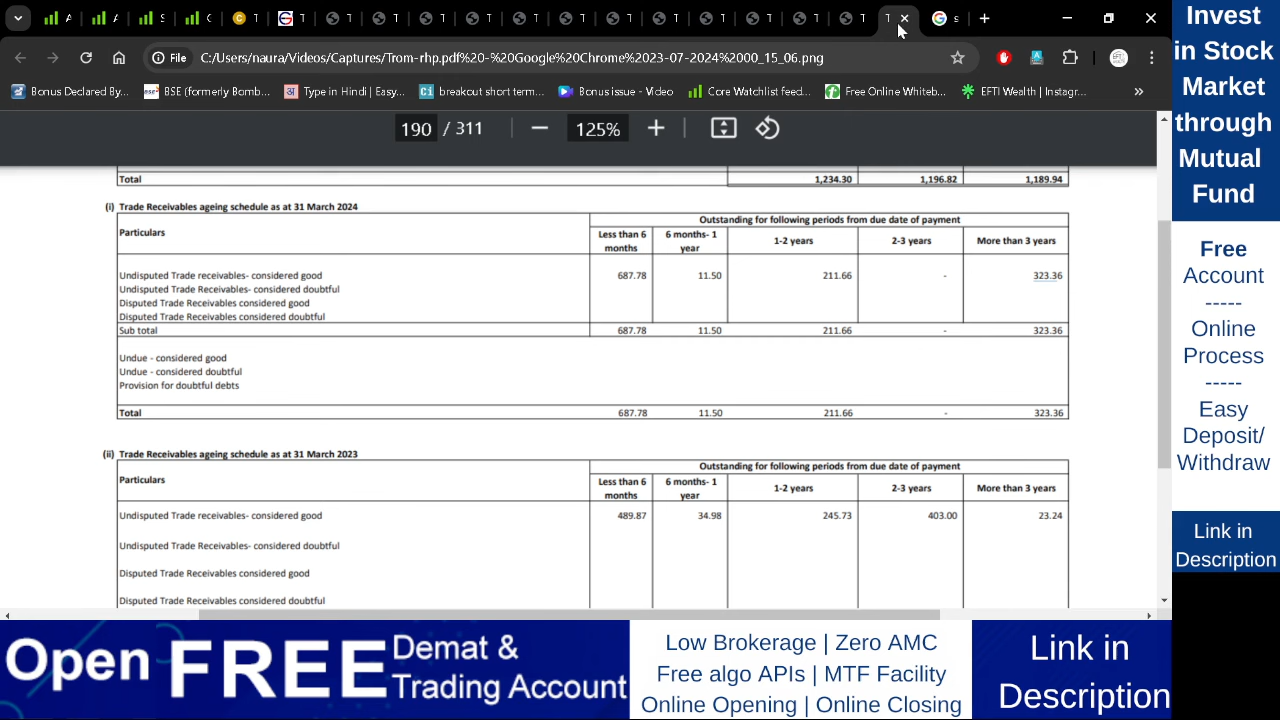 A A S C T T T T T T T T T T T T T T T s
File C:/Users/naura/Videos/Captures/Trom-rhp.pdf%20-%20Google%20Chrome%2023-07-2024%2000_15_06.png
Bonus Declared By... BSE (formerly Bomb... Type in Hindi | Easy... breakout short term... Bonus issue - Video Core Watchlist feed... Free Online Whiteb... EFTI Wealth | Instagr... »
190 / 311 — 125% +
Total 1,234.30 1,196.82 1,189.94
(i) Trade Receivables ageing schedule as at 31 March 2024
Particulars Outstanding for following periods from due date of payment
Less than 6 months 6 months- 1 year 1-2 years 2-3 years More than 3 years
Undisputed Trade receivables- considered good 687.78 11.50 211.66 - 323.36
Undisputed Trade Receivables- considered doubtful
Disputed Trade Receivables considered good
Disputed Trade Receivables considered doubtful
Sub total 687.78 11.50 211.66 - 323.36
Undue - considered good
Undue - considered doubtful
Provision for doubtful debts
Total 687.78 11.50 211.66 - 323.36
(ii) Trade Receivables ageing schedule as at 31 March 2023
Particulars Outstanding for following periods from due date of payment
Less than 6 months 6 months- 1 year 1-2 years 2-3 years More than 3 years
Undisputed Trade receivables- considered good 489.87 34.98 245.73 403.00 23.24
Undisputed Trade Receivables- considered doubtful
Disputed Trade Receivables considered good
Disputed Trade Receivables considered doubtful
Invest
in Stock
Market
through
Mutual
Fund
Free
Account
-----
Online
Process
-----
Easy
Deposit/
Withdraw
Link in
Description
Open FREE Demat &
Trading Account
Low Brokerage | Zero AMC
Free algo APIs | MTF Facility
Online Opening | Online Closing
Link in
Description